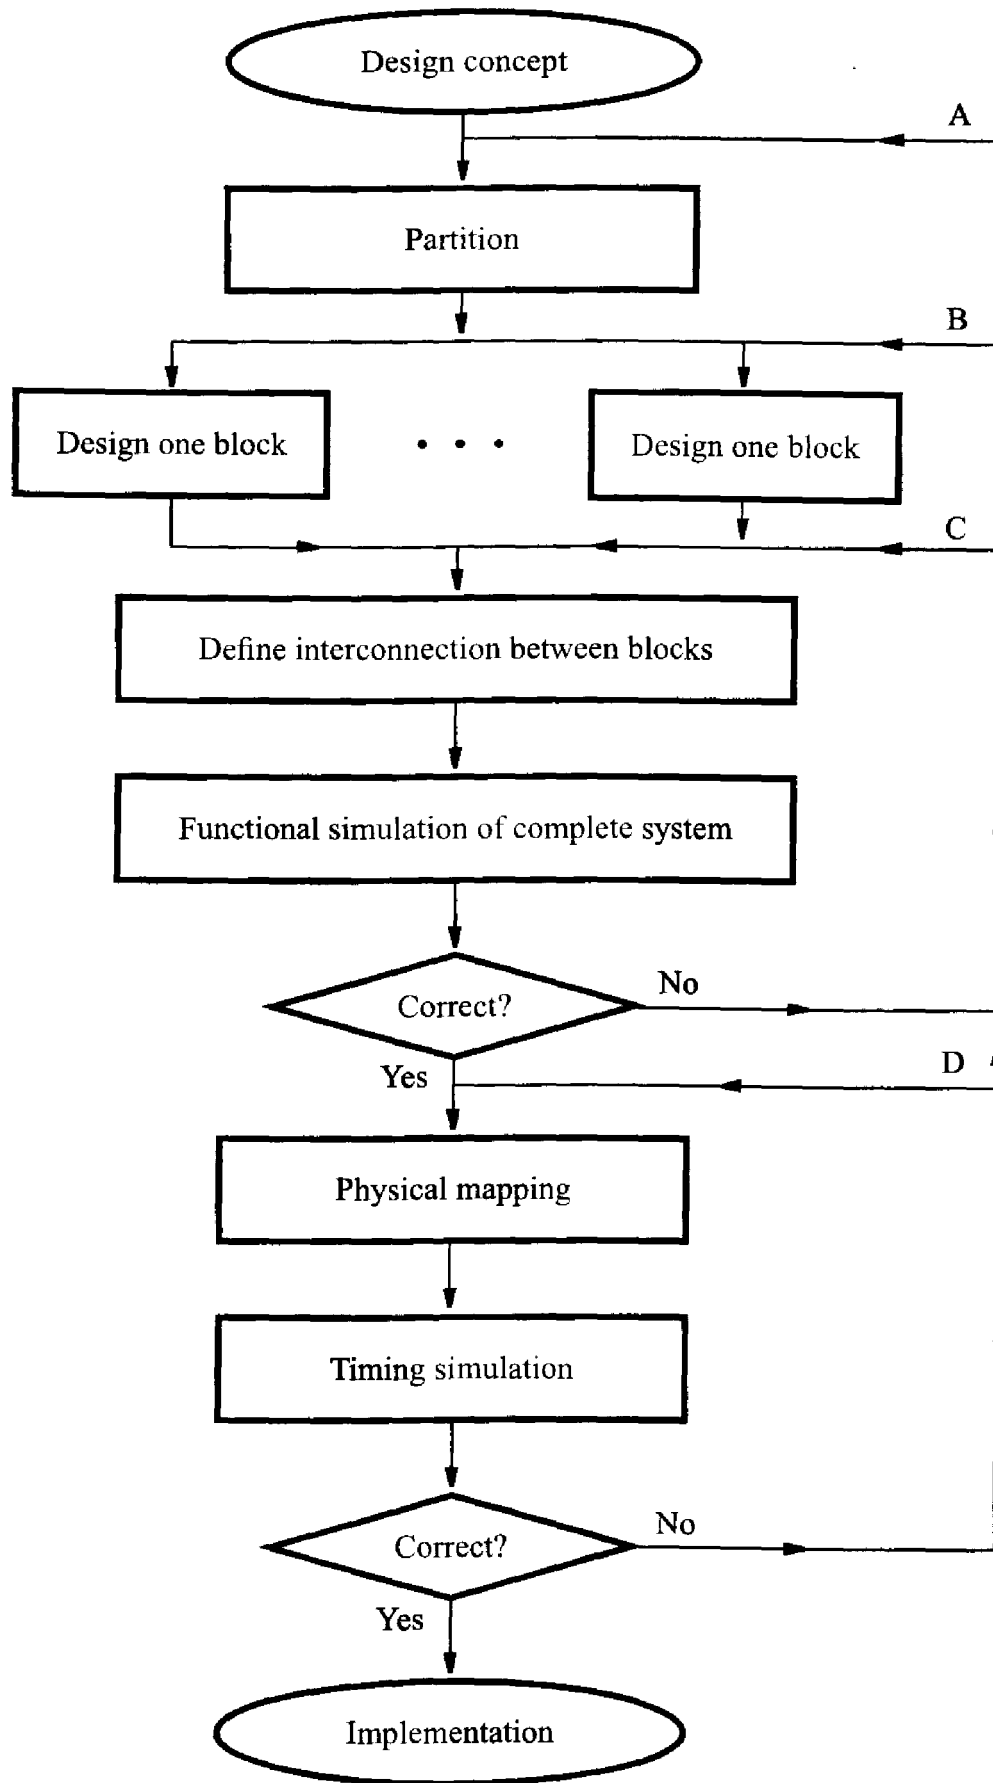 Design concept
A
Partition
B
Design one block
. . .
Design one block
C
Define interconnection between blocks
Functional simulation of complete system
Correct?
No
Yes
D
Physical mapping
Timing simulation
Correct?
No
Yes
Implementation